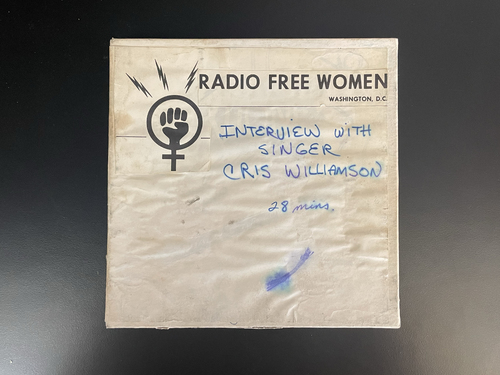 RADIO FREE WOMEN
WASHINGTON, D.C.
INTERVIEW WITH
SINGER
CRIS WILLIAMSON
28 mins.